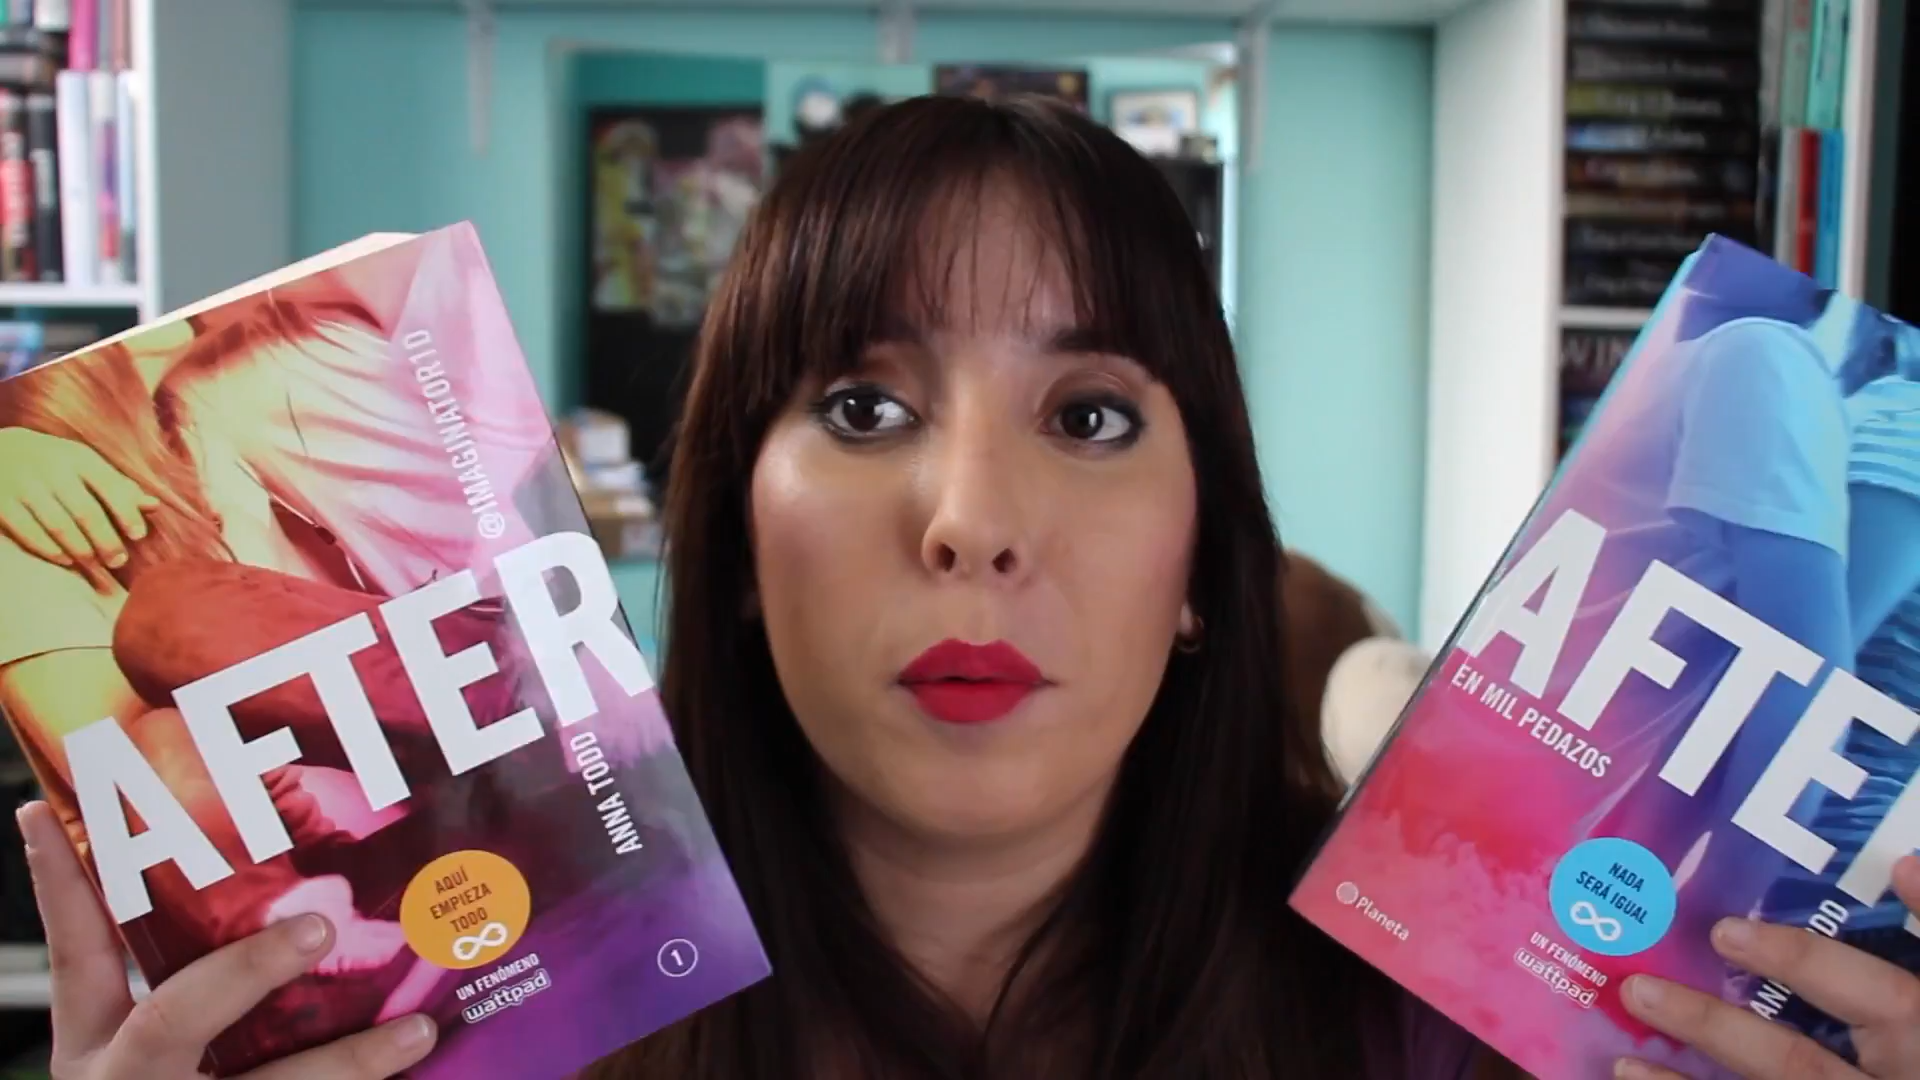 @IMAGINATOR1D
AFTER
ANNA TODD
AQUÍ
EMPIEZA
TODO
UN FENÓMENO
wattpad
1
AFTE
EN MIL PEDAZOS
Planeta
NADA
SERÁ IGUAL
UN FENÓMENO
wattpad